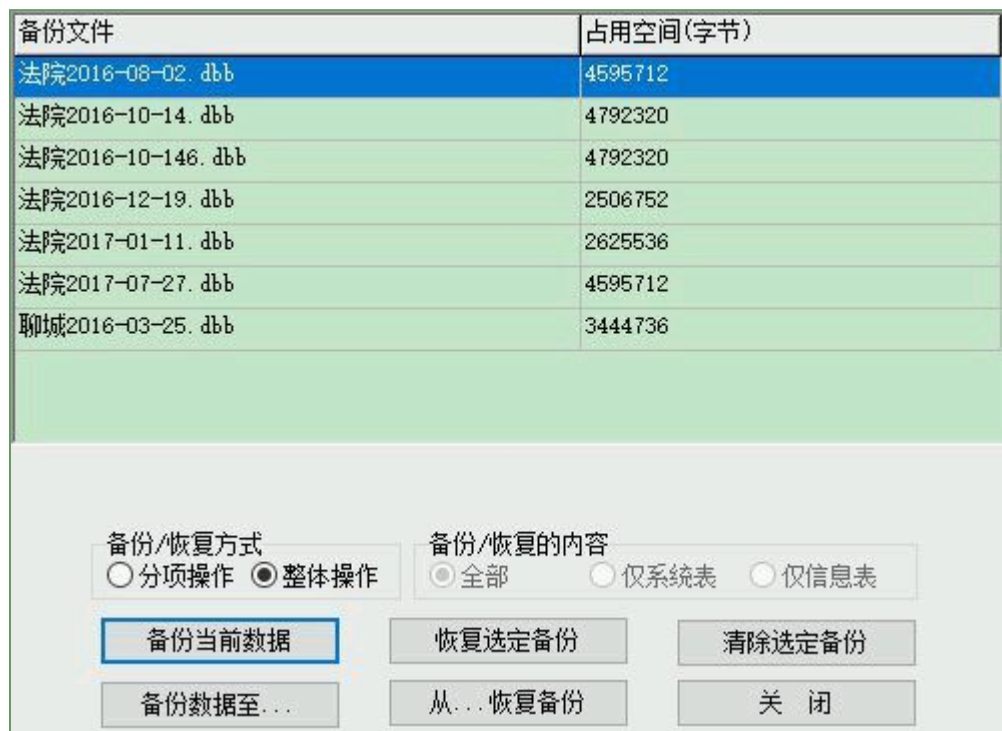 备份文件 占用空间(字节)
法院2016-08-02.dbb 4595712
法院2016-10-14.dbb 4792320
法院2016-10-146.dbb 4792320
法院2016-12-19.dbb 2506752
法院2017-01-11.dbb 2625536
法院2017-07-27.dbb 4595712
聊城2016-03-25.dbb 3444736
备份/恢复方式 备份/恢复的内容
分项操作 整体操作 全部 仅系统表 仅信息表
备份当前数据 恢复选定备份 清除选定备份
备份数据至... 从...恢复备份 关 闭